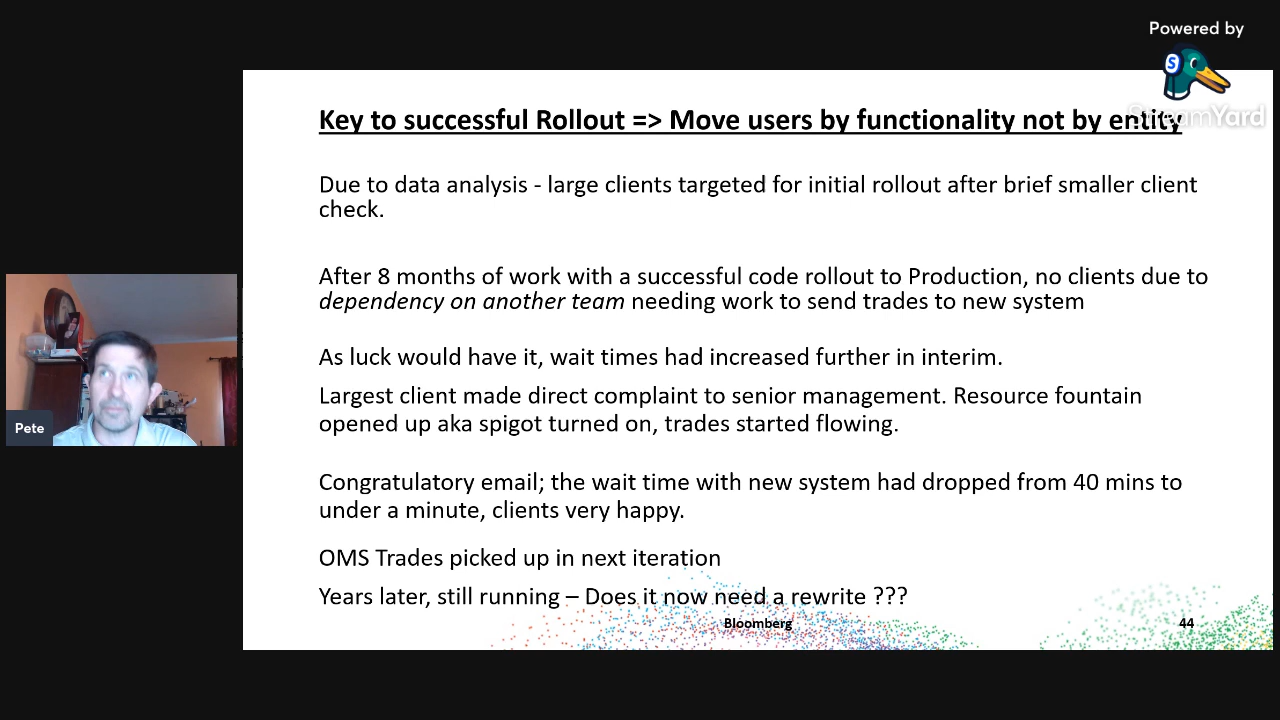 Powered by
S
StreamYard
Key to successful Rollout => Move users by functionality not by entity
Due to data analysis - large clients targeted for initial rollout after brief smaller client
check.
After 8 months of work with a successful code rollout to Production, no clients due to
dependency on another team needing work to send trades to new system
As luck would have it, wait times had increased further in interim.
Largest client made direct complaint to senior management. Resource fountain
opened up aka spigot turned on, trades started flowing.
Congratulatory email; the wait time with new system had dropped from 40 mins to
under a minute, clients very happy.
OMS Trades picked up in next iteration
Years later, still running – Does it now need a rewrite ???
Bloomberg
44
Pete